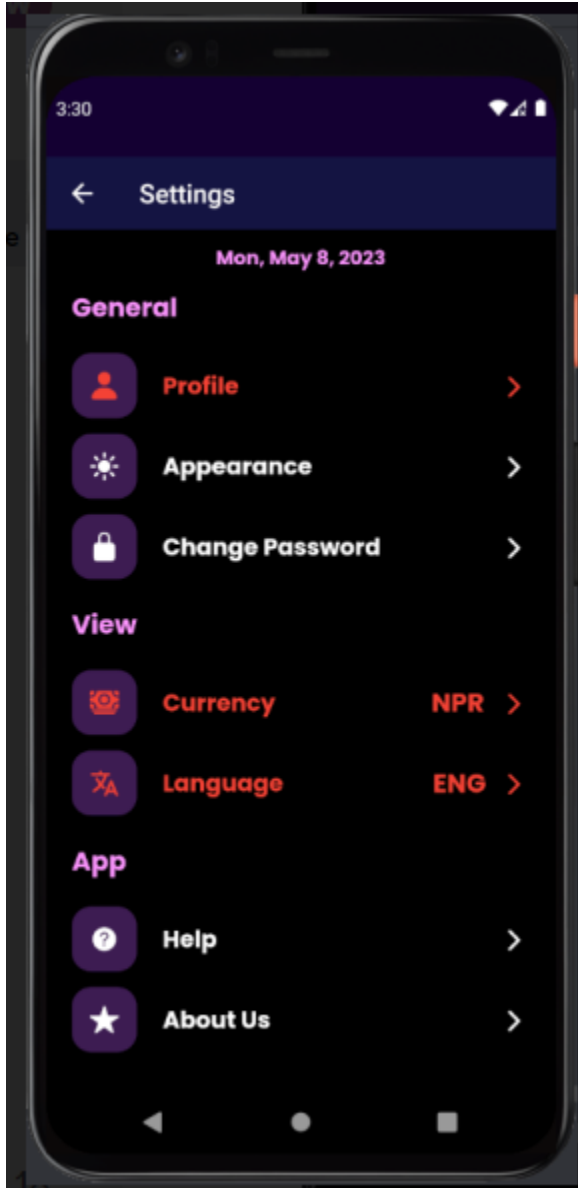 3:30
Settings
Mon, May 8, 2023
General
Profile
Appearance
Change Password
View
Currency NPR
Language ENG
App
Help
About Us